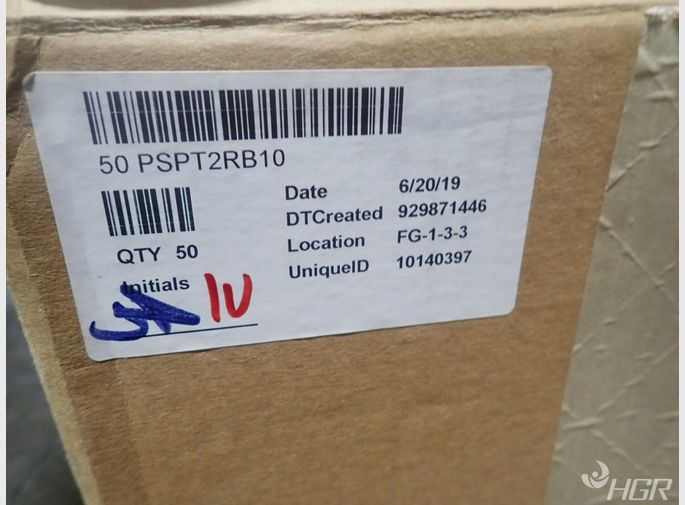 50 PSPT2RB10
Date 6/20/19
DTCreated 929871446
Location FG-1-3-3
UniqueID 10140397
QTY 50
Initials
IU
HGR